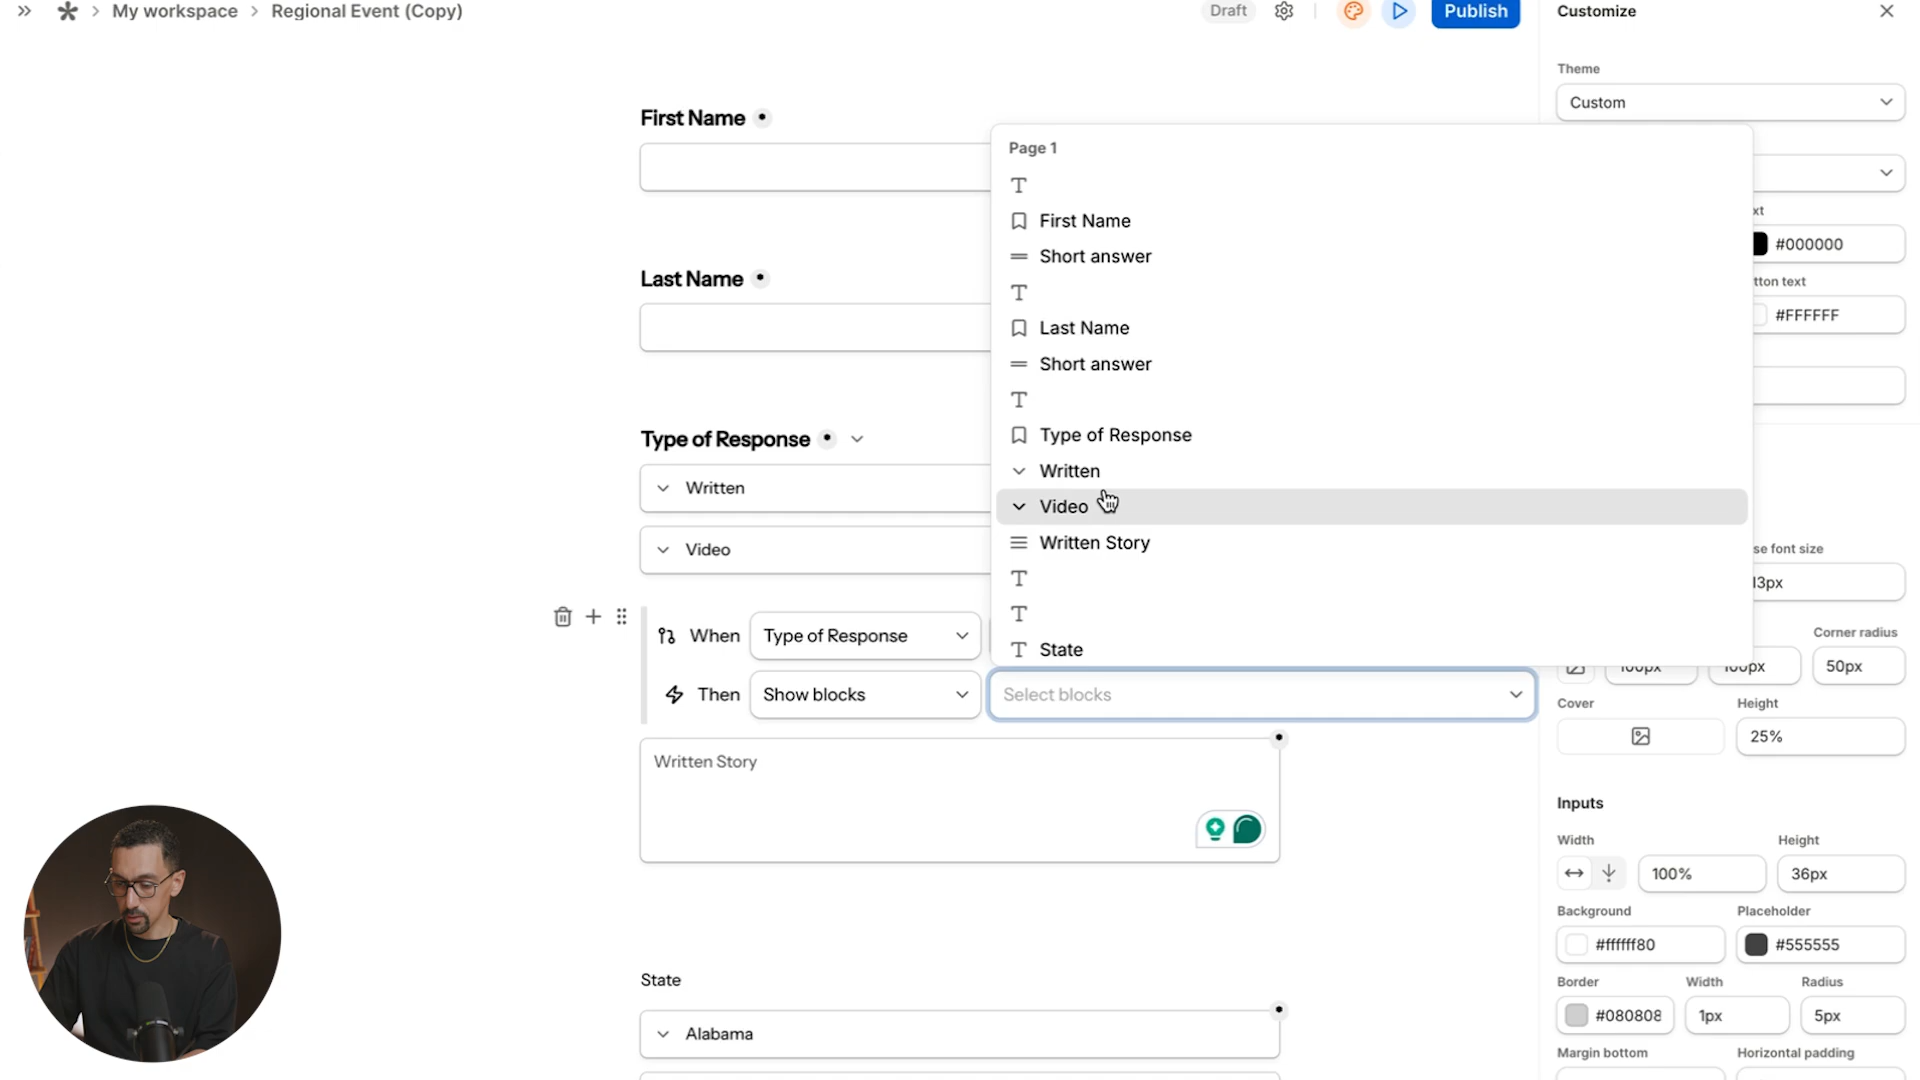 My workspace > Regional Event (Copy)
Draft
Publish
Customize
Theme
Custom
#000000
#FFFFFF
13px
First Name
Last Name
Type of Response
Written
Video
When
Type of Response
Then
Show blocks
Select blocks
Page 1
First Name
Short answer
Last Name
Short answer
Type of Response
Written
Video
Written Story
State
Written Story
State
Alabama
se font size
tton text
xt
Corner radius
100px
100px
50px
Cover
Height
25%
Inputs
Width
Height
100%
36px
Background
Placeholder
#ffffff80
#555555
Border
Width
Radius
#080808
1px
5px
Margin bottom
Horizontal padding